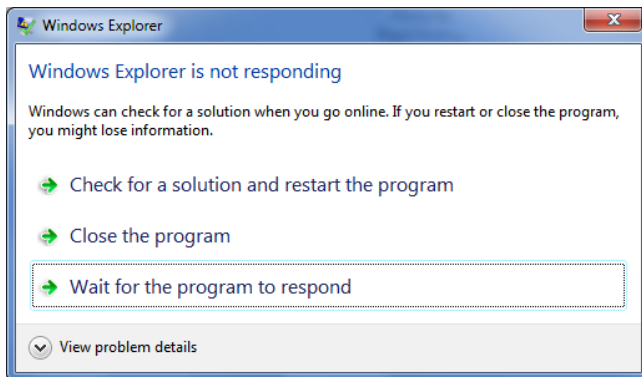 Windows Explorer
Windows Explorer is not responding
Windows can check for a solution when you go online. If you restart or close the program,
you might lose information.
Check for a solution and restart the program
Close the program
Wait for the program to respond
View problem details